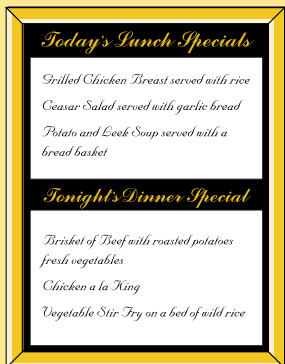 Today's Lunch Specials
Grilled Chicken Breast served with rice
Ceasar Salad served with garlic bread
Potato and Leek Soup served with a
bread basket
Tonight's Dinner Special
Brisket of Beef with roasted potatoes
fresh vegetables
Chicken a la King
Vegetable Stir Fry on a bed of wild rice